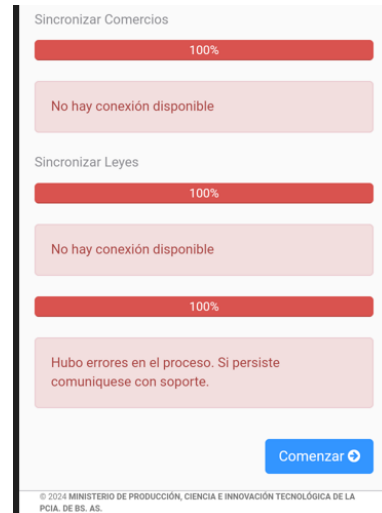 Sincronizar Comercios
100%
No hay conexión disponible
Sincronizar Leyes
100%
No hay conexión disponible
100%
Hubo errores en el proceso. Si persiste
comuniquese con soporte.
Comenzar
© 2024 MINISTERIO DE PRODUCCIÓN, CIENCIA E INNOVACIÓN TECNOLÓGICA DE LA
PCIA. DE BS. AS.